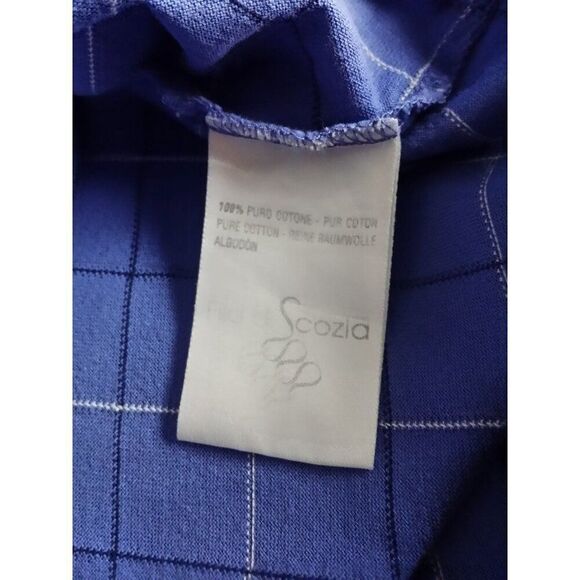 100% PURO COTONE - PUR COTON
PURE COTTON - REINE BAUMWOLLE
ALGODÓN
filo di Scozia